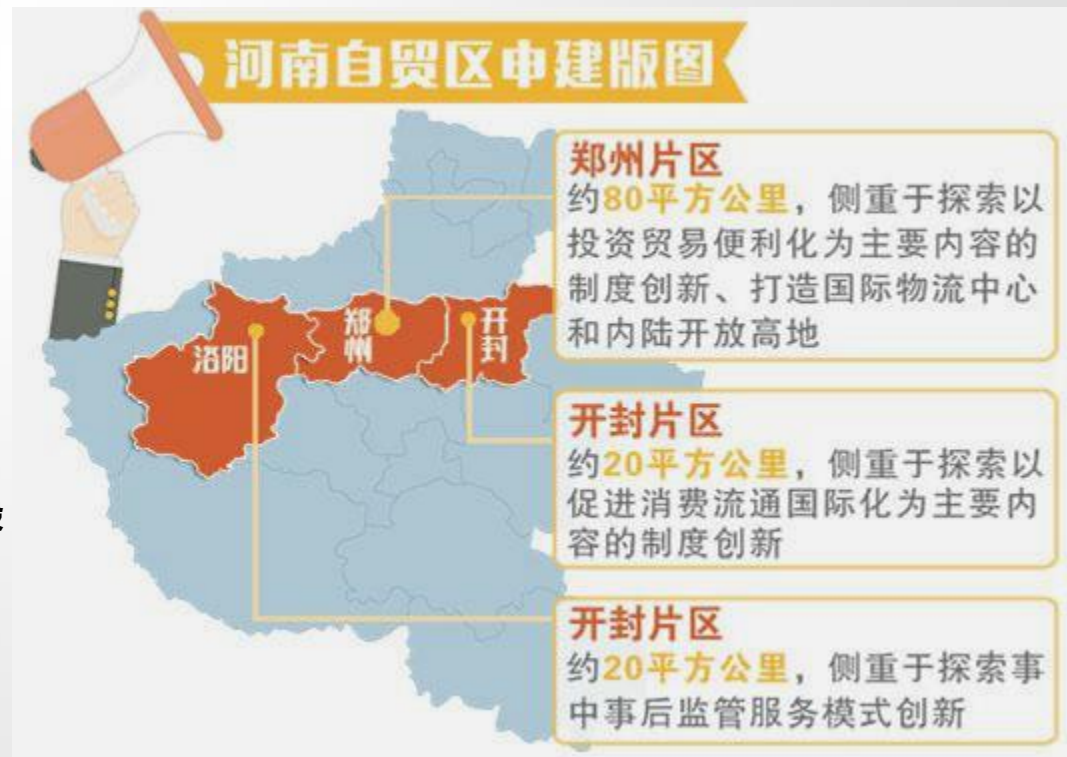 河南自贸区申建版图
郑州片区
约80平方公里，侧重于探索以
投资贸易便利化为主要内容的
制度创新、打造国际物流中心
和内陆开放高地
洛阳
郑州
开封
开封片区
约20平方公里，侧重于探索以
促进消费流通国际化为主要内
容的制度创新
开封片区
约20平方公里，侧重于探索事
中事后监管服务模式创新